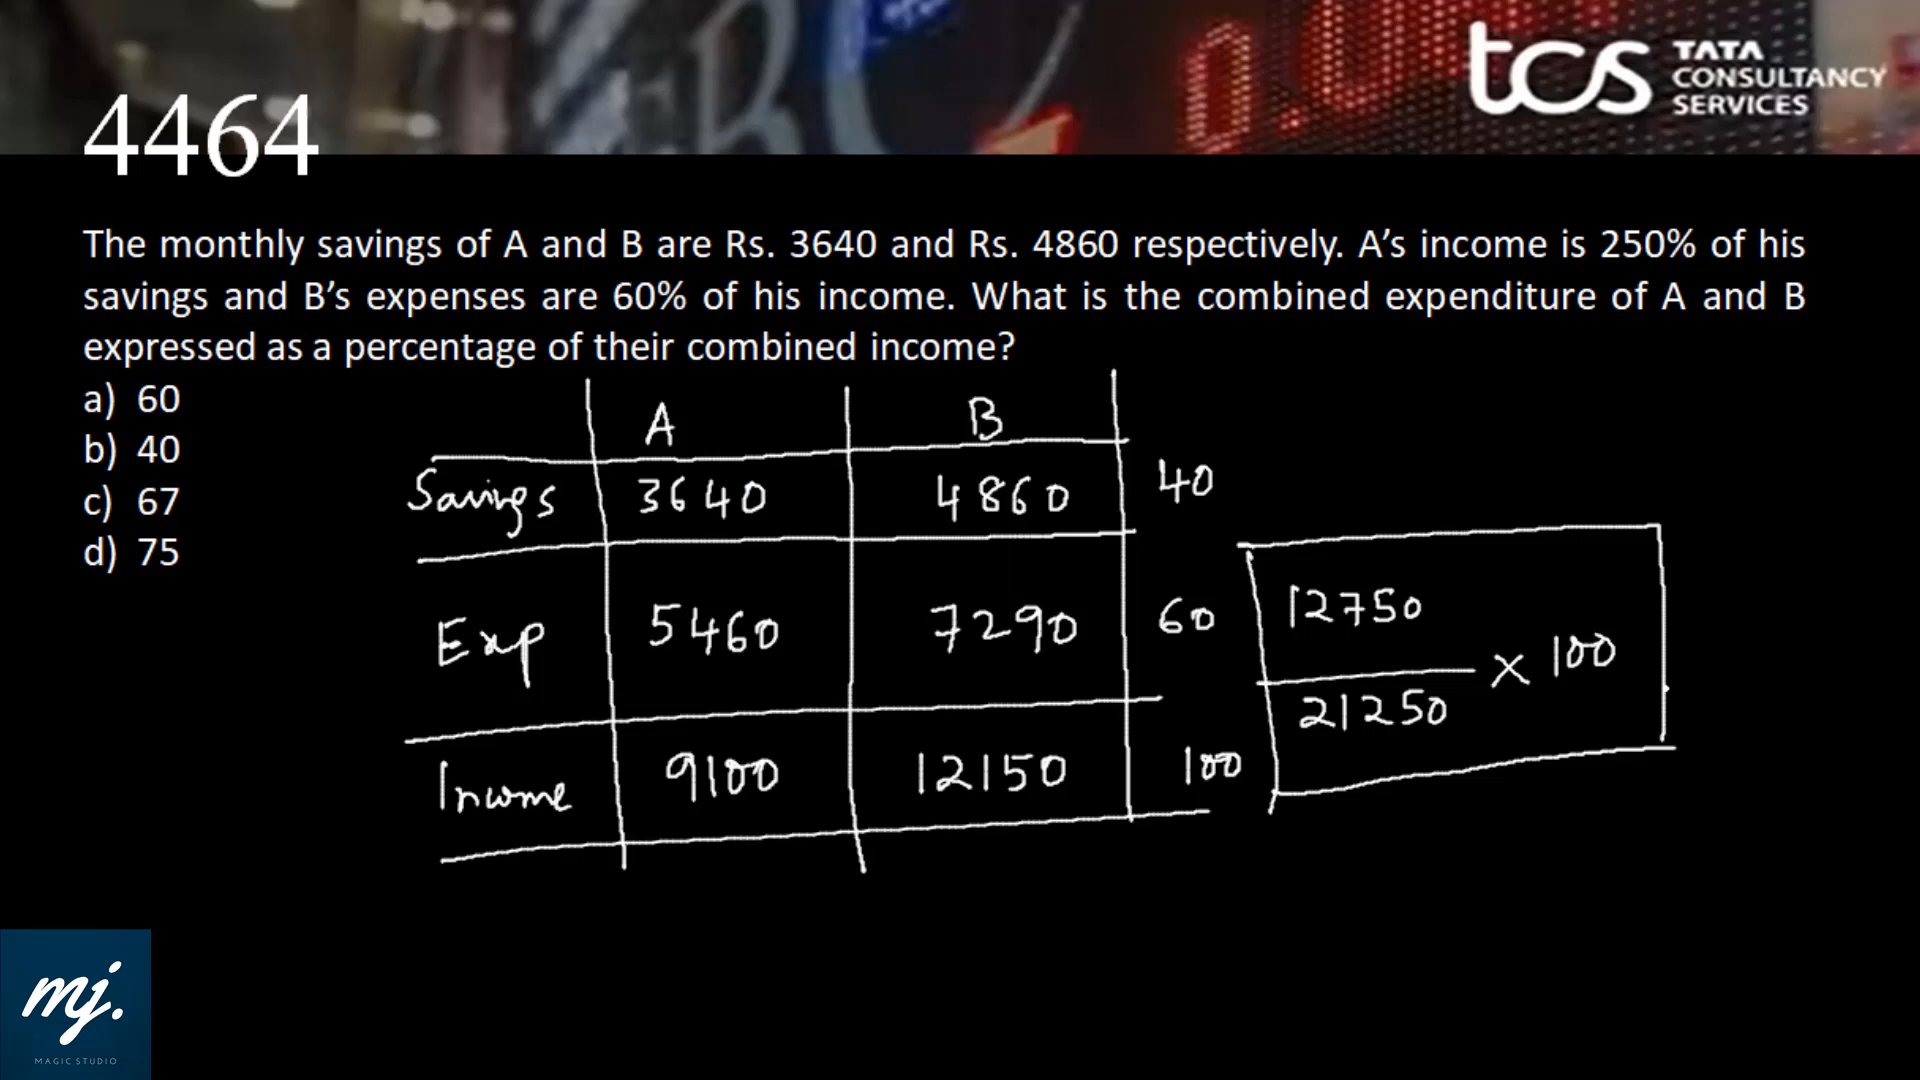 tcs TATA
CONSULTANCY
SERVICES
4464
The monthly savings of A and B are Rs. 3640 and Rs. 4860 respectively. A’s income is 250% of his
savings and B’s expenses are 60% of his income. What is the combined expenditure of A and B
expressed as a percentage of their combined income?
a) 60
b) 40
c) 67
d) 75
A B
Savings 3640 4860 40
Exp 5460 7290 60
Income 9100 12150 100
12750
21250 × 100
mj.
MAGIC STUDIO